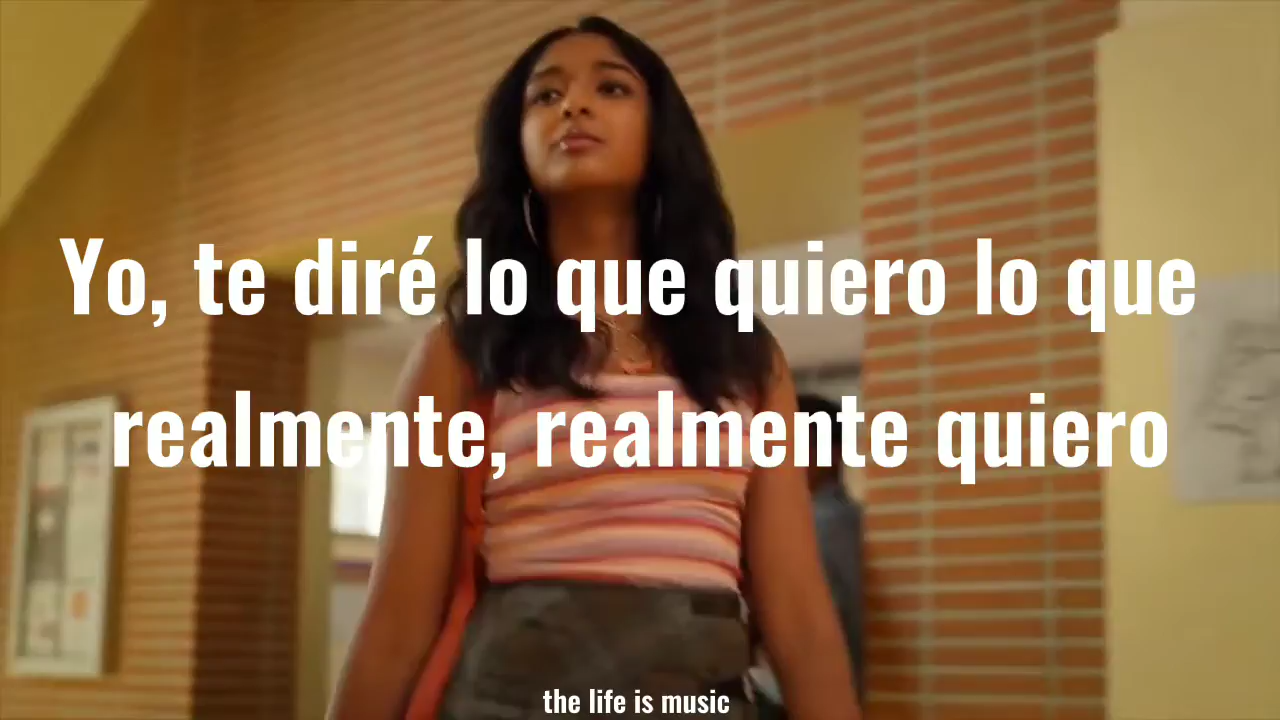 Yo, te diré lo que quiero lo que
realmente, realmente quiero
the life is music